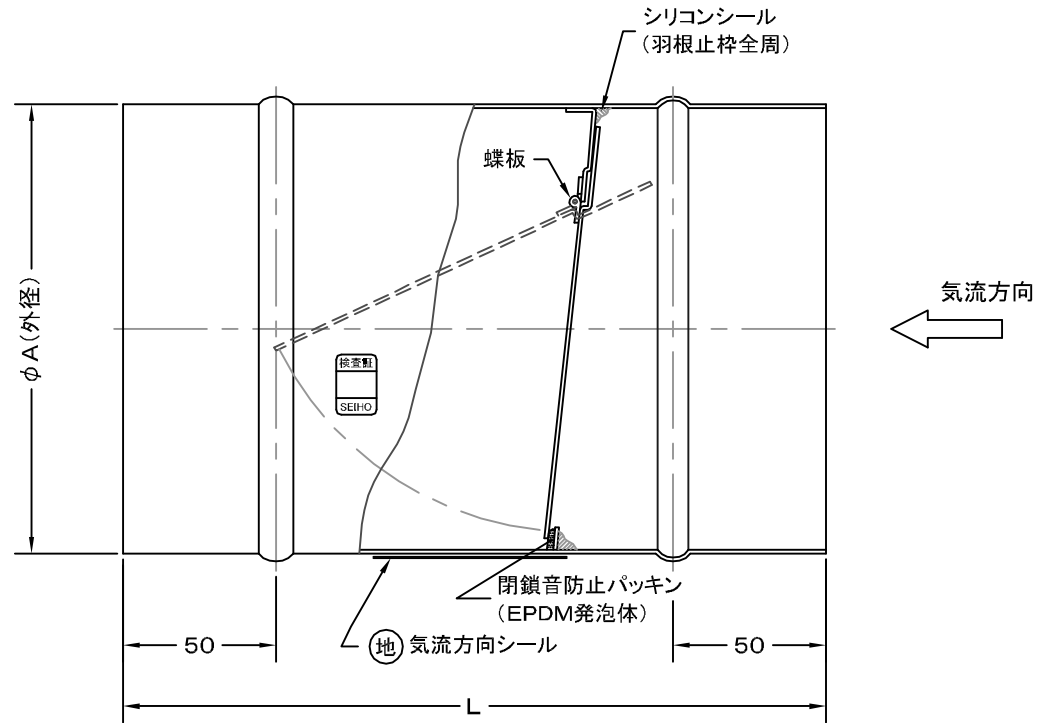 シリコンシール
（羽根止枠全周）
蝶板
気流方向
φA(外径)
検査証
SEIHO
閉鎖音防止パッキン
（EPDM発泡体）
地 気流方向シール
50
50
L